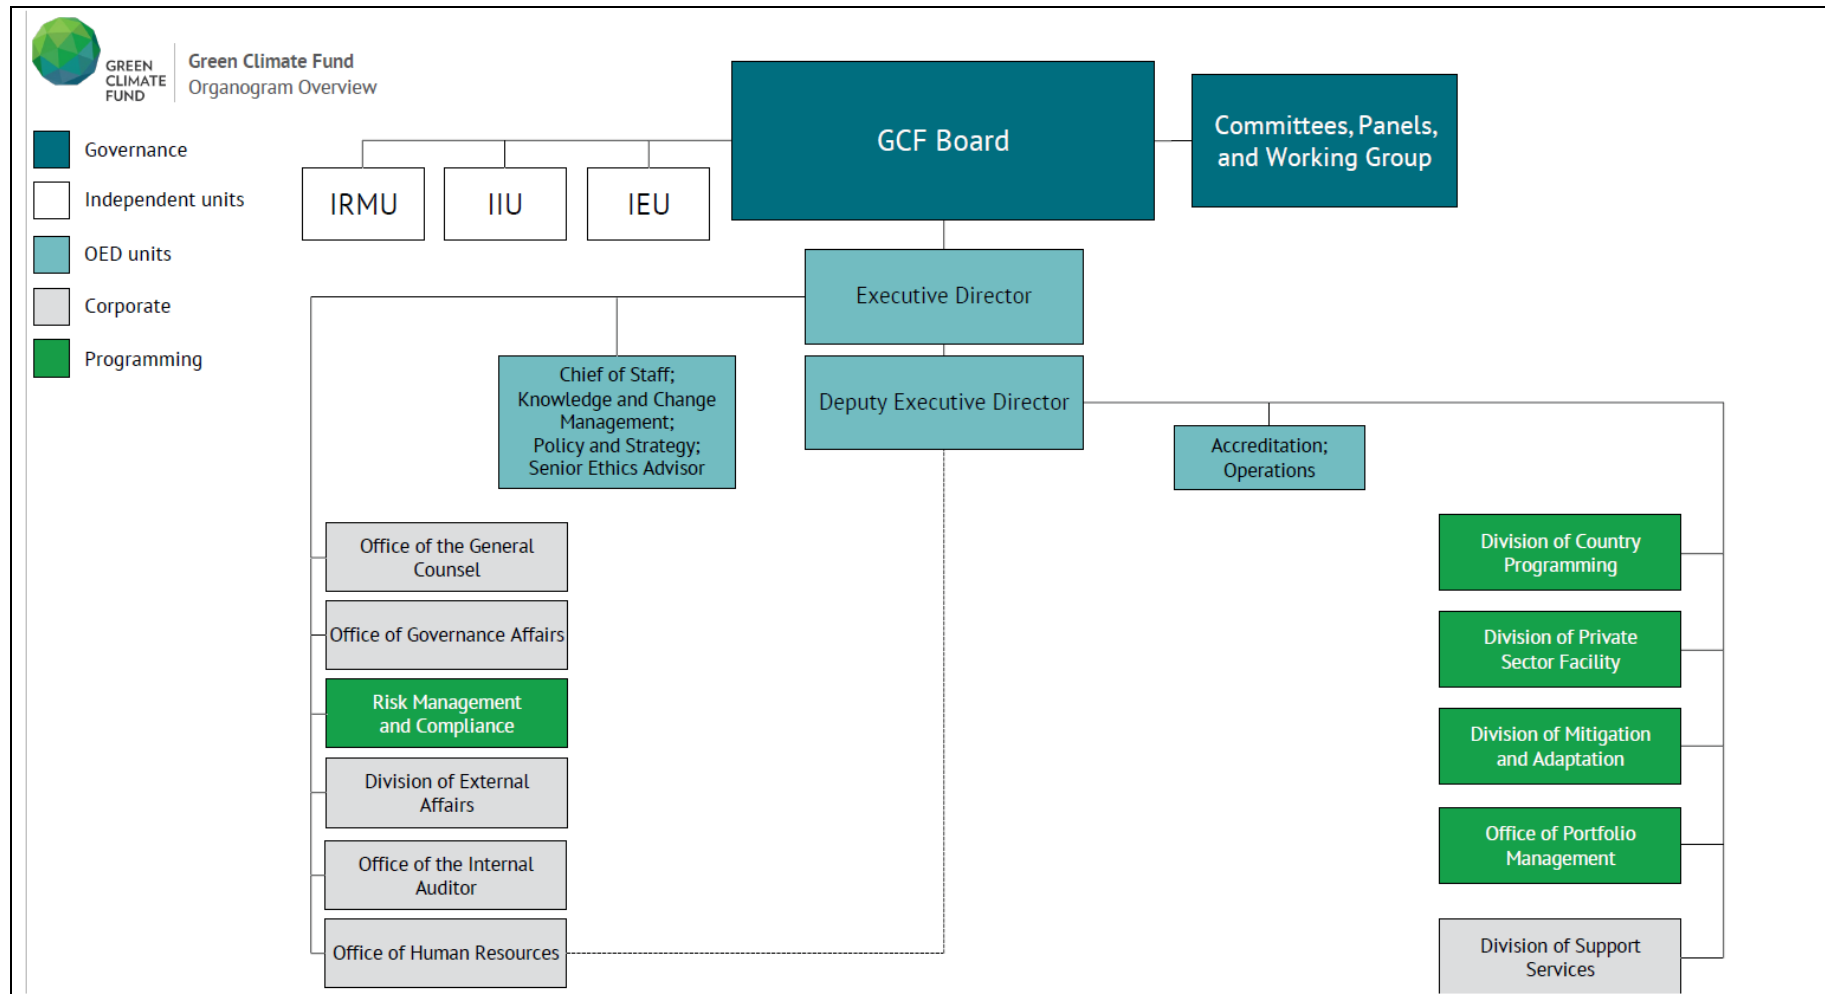 GREEN
CLIMATE
FUND
Green Climate Fund
Organogram Overview
Governance
Independent units
OED units
Corporate
Programming
GCF Board
Committees, Panels,
and Working Group
IRMU
IIU
IEU
Executive Director
Chief of Staff;
Knowledge and Change
Management;
Policy and Strategy;
Senior Ethics Advisor
Deputy Executive Director
Accreditation;
Operations
Office of the General
Counsel
Office of Governance Affairs
Risk Management
and Compliance
Division of External
Affairs
Office of the Internal
Auditor
Office of Human Resources
Division of Country
Programming
Division of Private
Sector Facility
Division of Mitigation
and Adaptation
Office of Portfolio
Management
Division of Support
Services